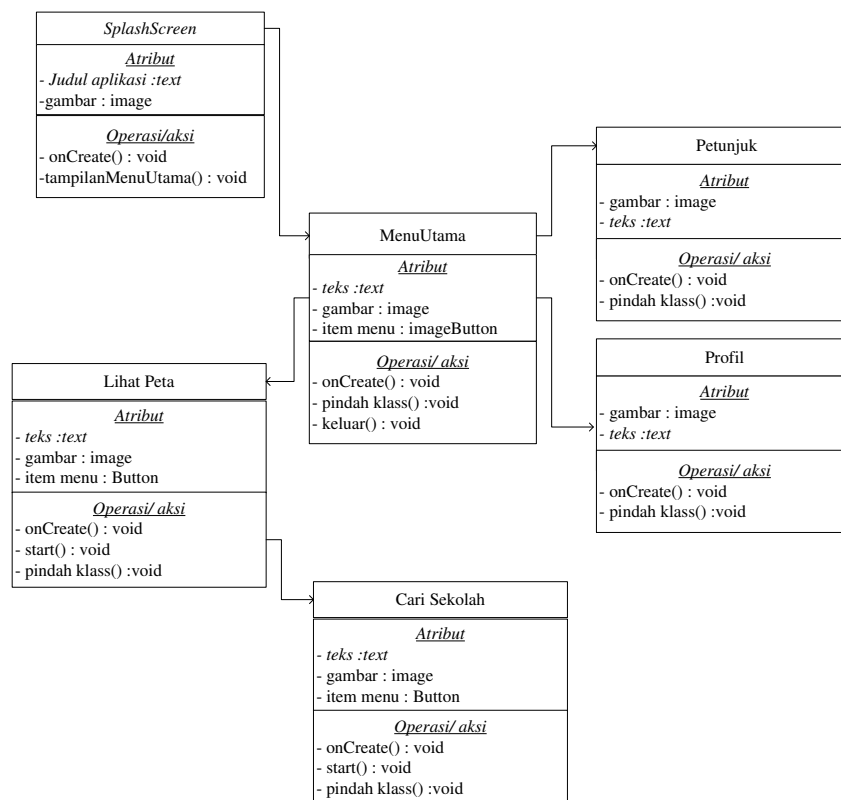 SplashScreen
Atribut
- Judul aplikasi :text
-gambar : image
Operasi/aksi
- onCreate() : void
-tampilanMenuUtama() : void
Petunjuk
Atribut
- gambar : image
- teks :text
Operasi/ aksi
- onCreate() : void
- pindah klass() :void
MenuUtama
Atribut
- teks :text
- gambar : image
- item menu : imageButton
Operasi/ aksi
- onCreate() : void
- pindah klass() :void
- keluar() : void
Profil
Atribut
- gambar : image
- teks :text
Operasi/ aksi
- onCreate() : void
- pindah klass() :void
Lihat Peta
Atribut
- teks :text
- gambar : image
- item menu : Button
Operasi/ aksi
- onCreate() : void
- start() : void
- pindah klass() :void
Cari Sekolah
Atribut
- teks :text
- gambar : image
- item menu : Button
Operasi/ aksi
- onCreate() : void
- start() : void
- pindah klass() :void